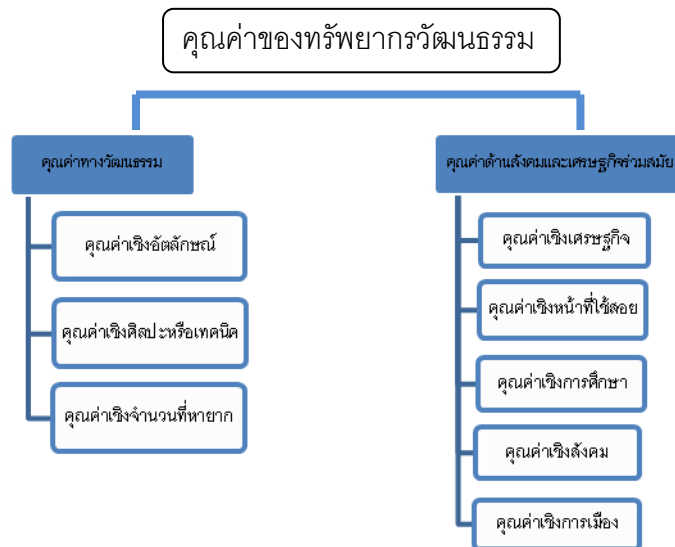 คุณค่าของทรัพยากรวัฒนธรรม
คุณค่าทางวัฒนธรรม
คุณค่าเชิงอัตลักษณ์
คุณค่าเชิงศิลปะหรือเทคนิค
คุณค่าเชิงจำนวนที่หายาก
คุณค่าด้านสังคมและเศรษฐกิจร่วมสมัย
คุณค่าเชิงเศรษฐกิจ
คุณค่าเชิงหน้าที่ใช้สอย
คุณค่าเชิงการศึกษา
คุณค่าเชิงสังคม
คุณค่าเชิงการเมือง